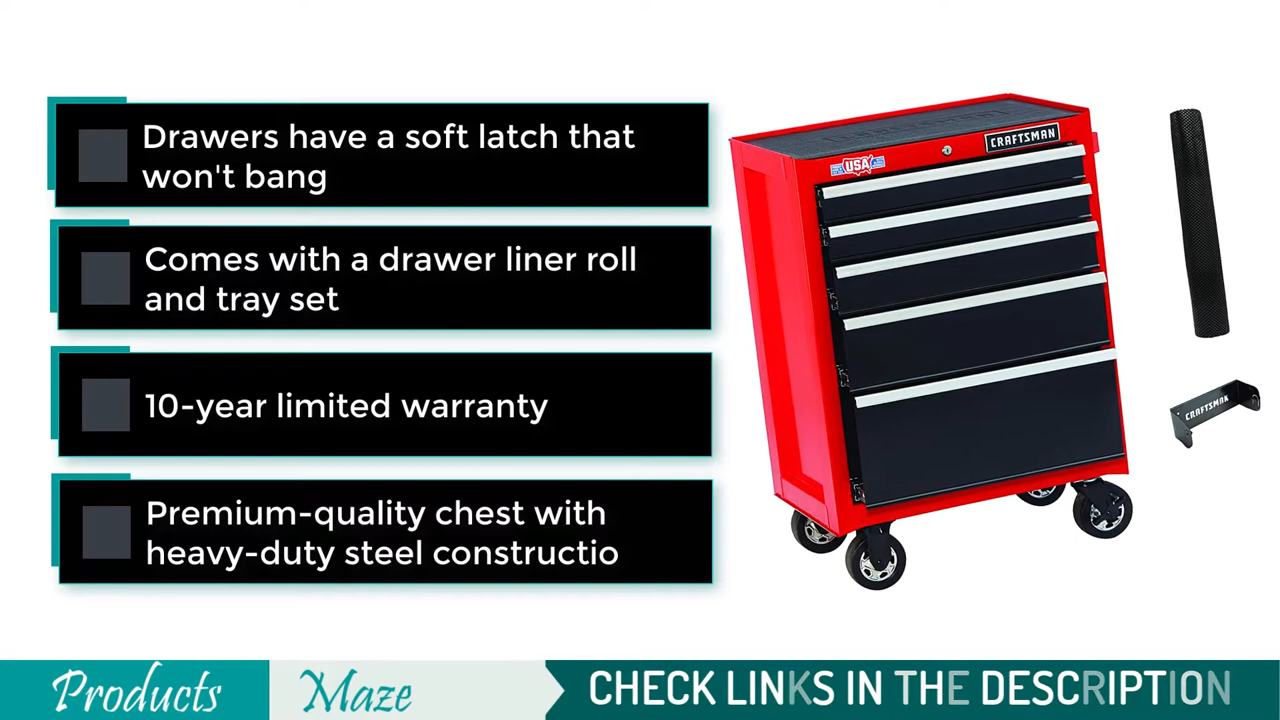 Drawers have a soft latch that
won't bang
Comes with a drawer liner roll
and tray set
10-year limited warranty
Premium-quality chest with
heavy-duty steel constructio
CRAFTSMAN
USA
CRAFTSMAN
Products Maze
CHECK LINKS IN THE DESCRIPTION